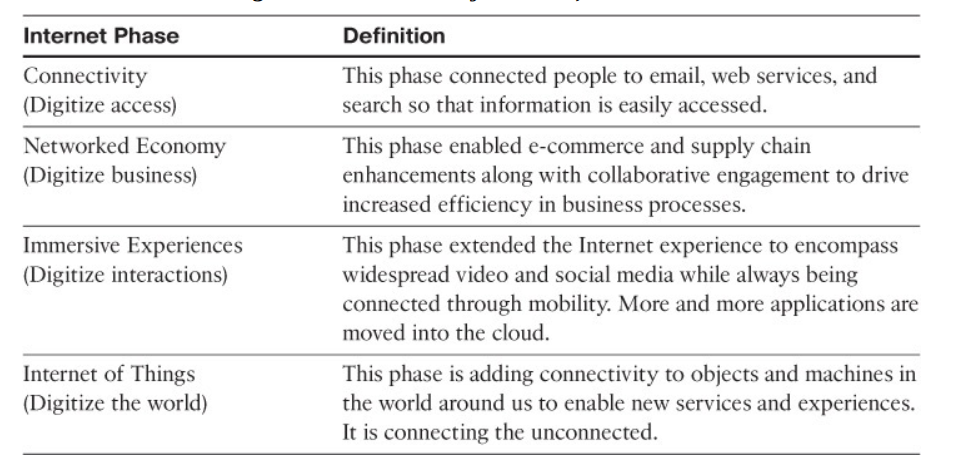 Internet Phase Definition
Connectivity This phase connected people to email, web services, and
(Digitize access) search so that information is easily accessed.
Networked Economy This phase enabled e-commerce and supply chain
(Digitize business) enhancements along with collaborative engagement to drive
increased efficiency in business processes.
Immersive Experiences This phase extended the Internet experience to encompass
(Digitize interactions) widespread video and social media while always being
connected through mobility. More and more applications are
moved into the cloud.
Internet of Things This phase is adding connectivity to objects and machines in
(Digitize the world) the world around us to enable new services and experiences.
It is connecting the unconnected.